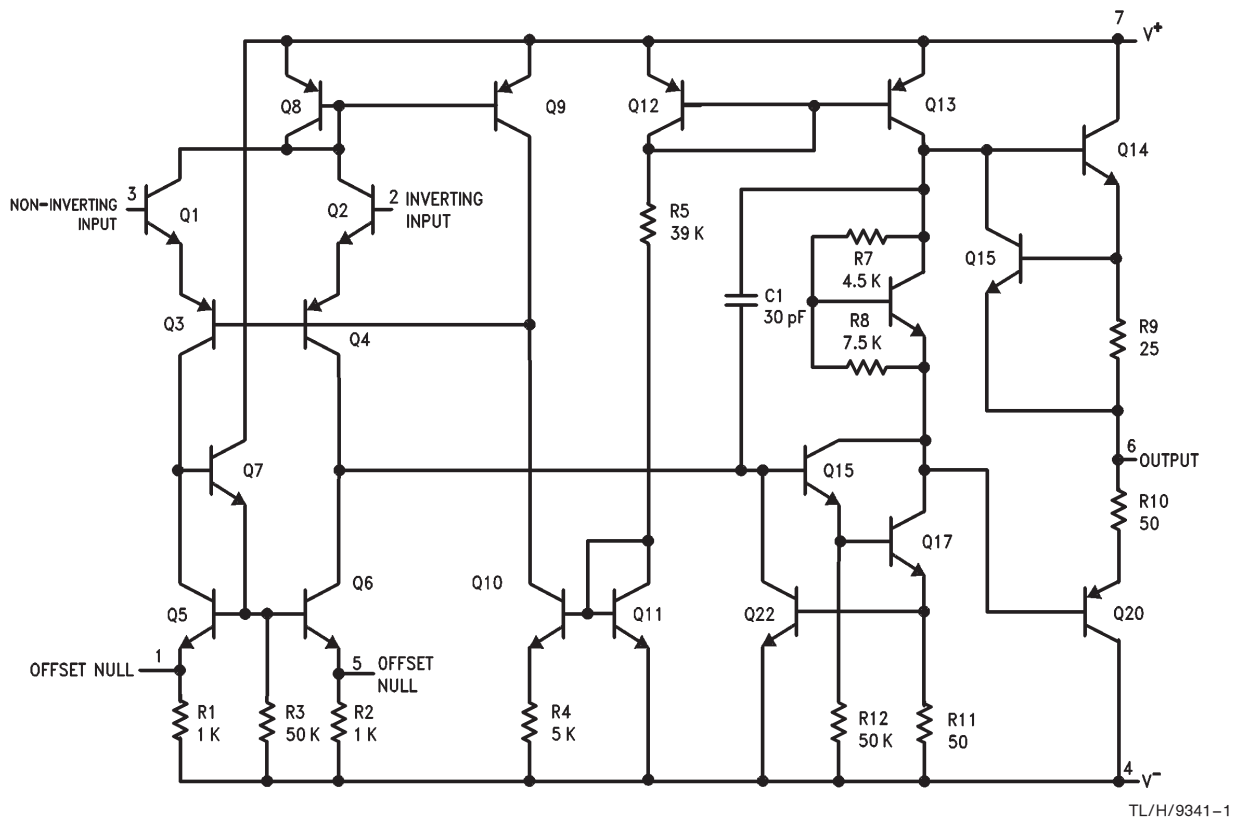 7
V+
Q8
Q9
Q12
Q13
Q14
3
NON-INVERTING
INPUT
Q1
Q2
2 INVERTING
INPUT
R5
39 K
Q15
R7
4.5 K
C1
30 pF
R8
7.5 K
Q3
Q4
R9
25
Q7
Q15
6
OUTPUT
R10
50
Q17
Q5
Q6
Q10
Q11
Q22
Q20
1
OFFSET NULL
5 OFFSET
NULL
R1
1 K
R3
50 K
R2
1 K
R4
5 K
R12
50 K
R11
50
4
V-
TL/H/9341-1